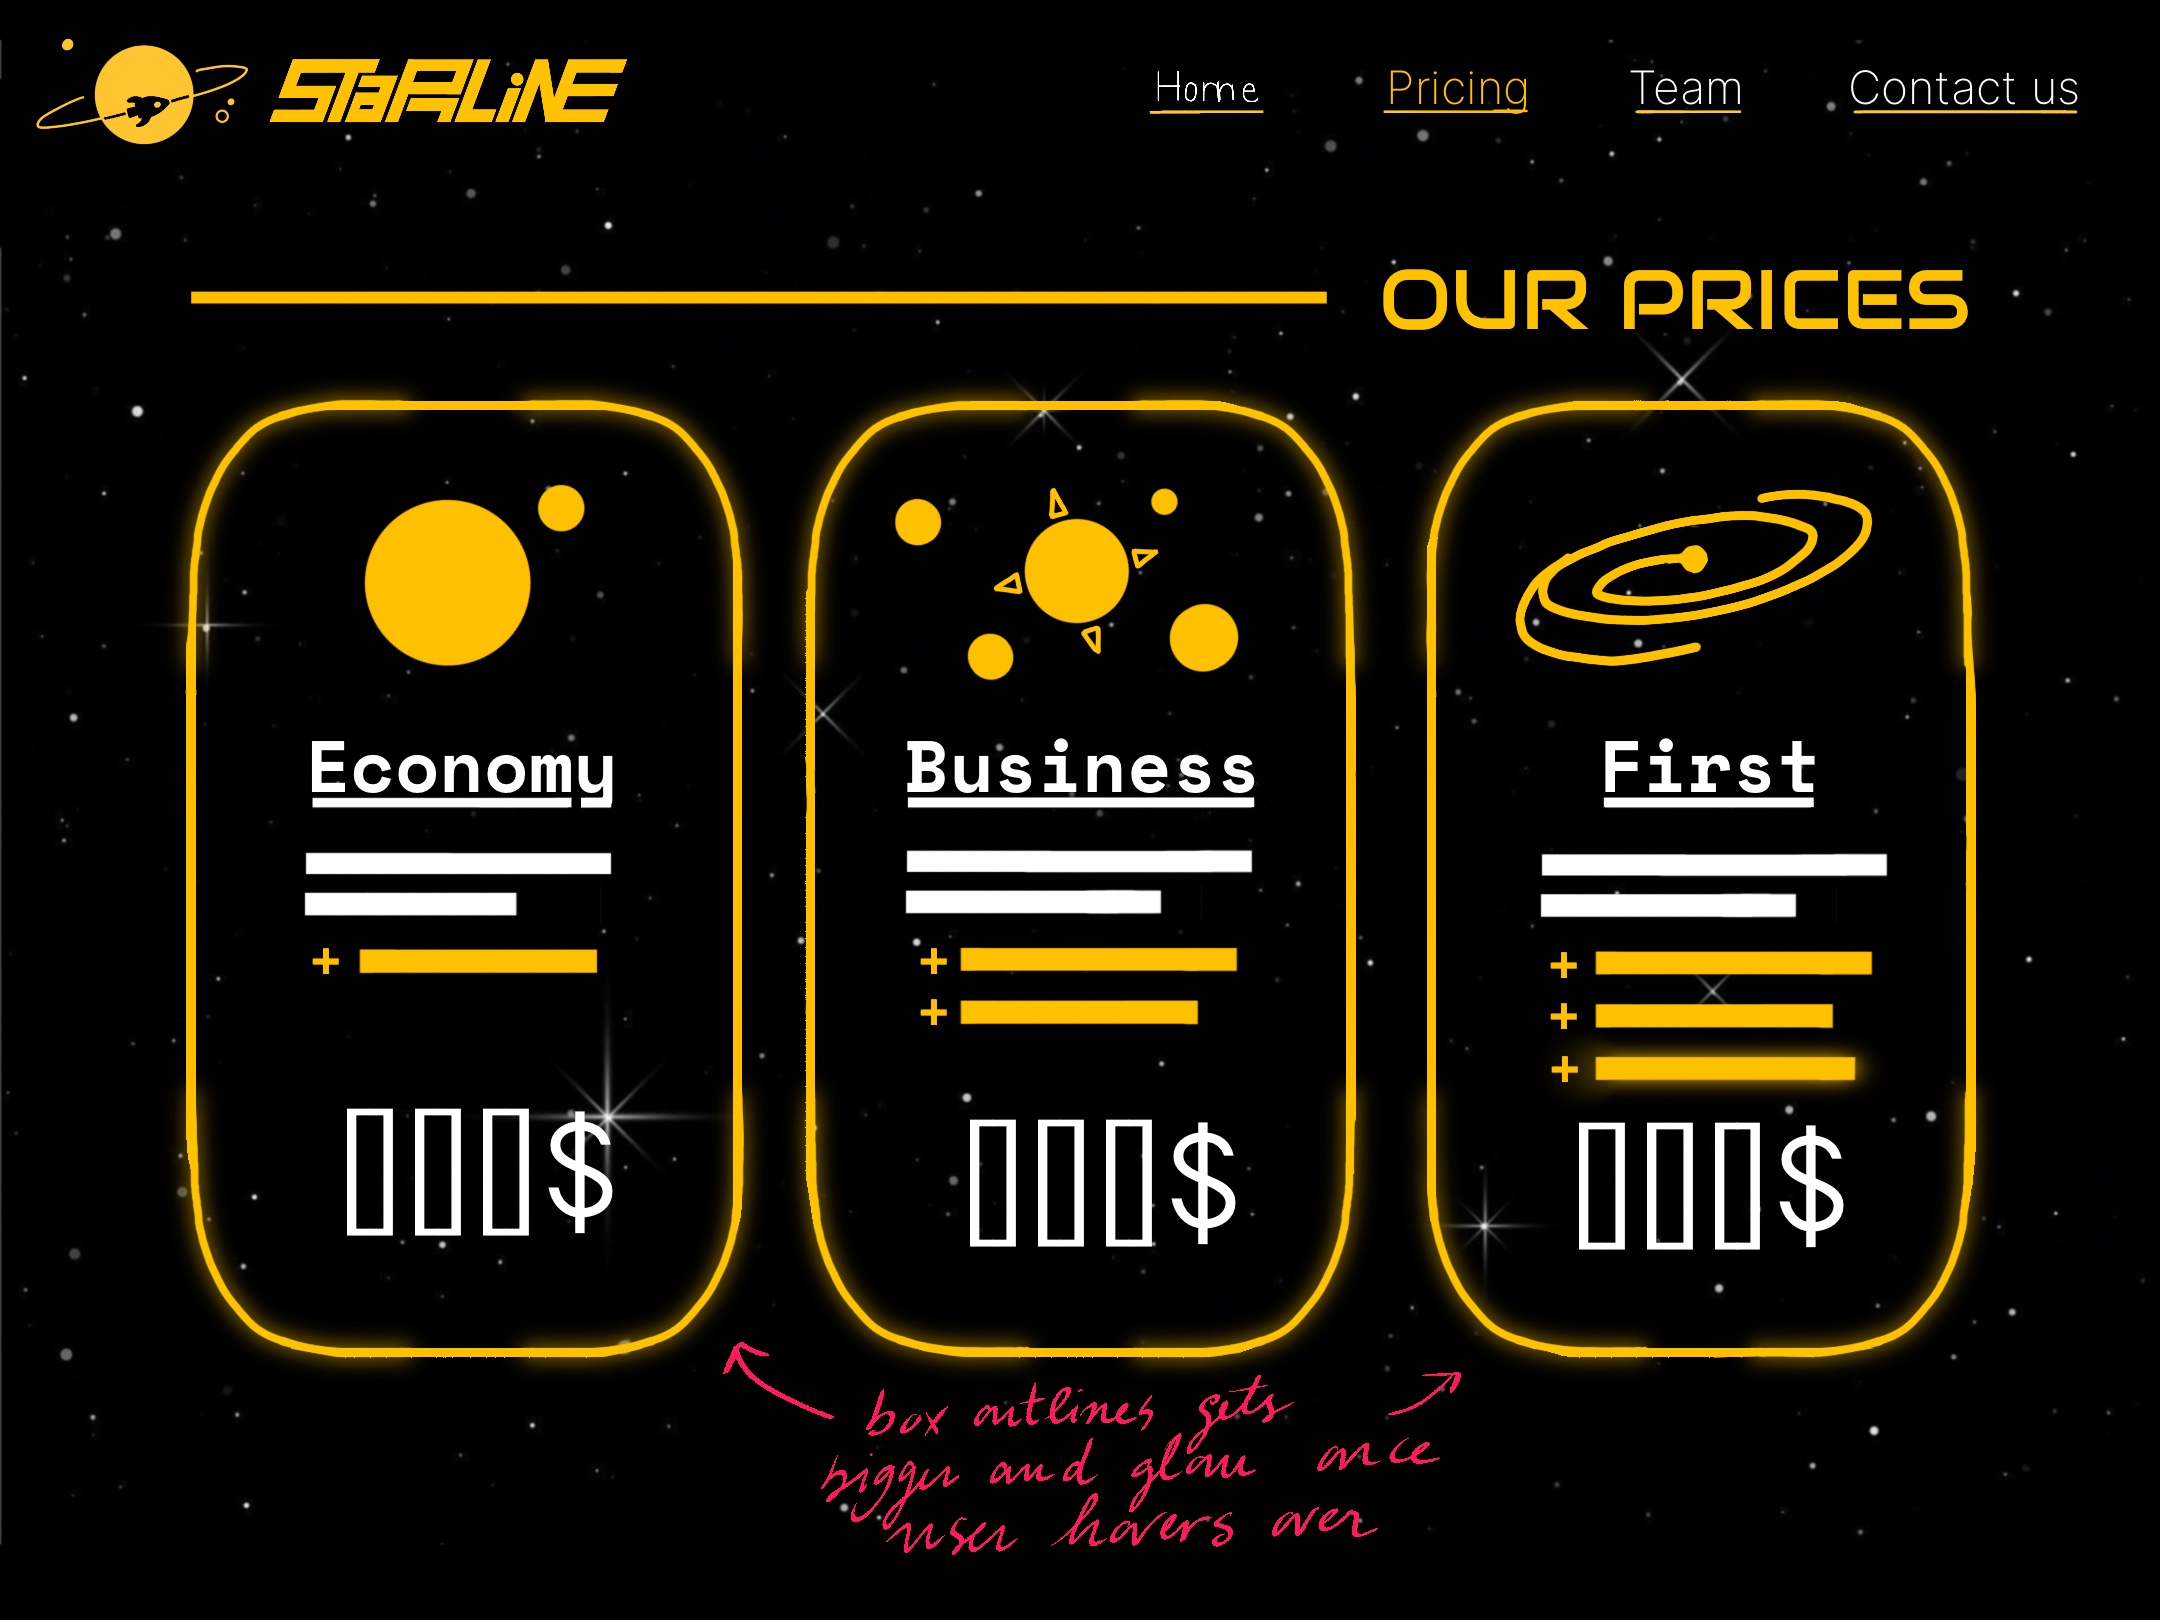 STaRLiNE
Home Pricing Team Contact us
OUR PRICES
Economy Business First
+ + +
+ +
+
$ $ $
box outlines gets
bigger and glow once
user hovers over